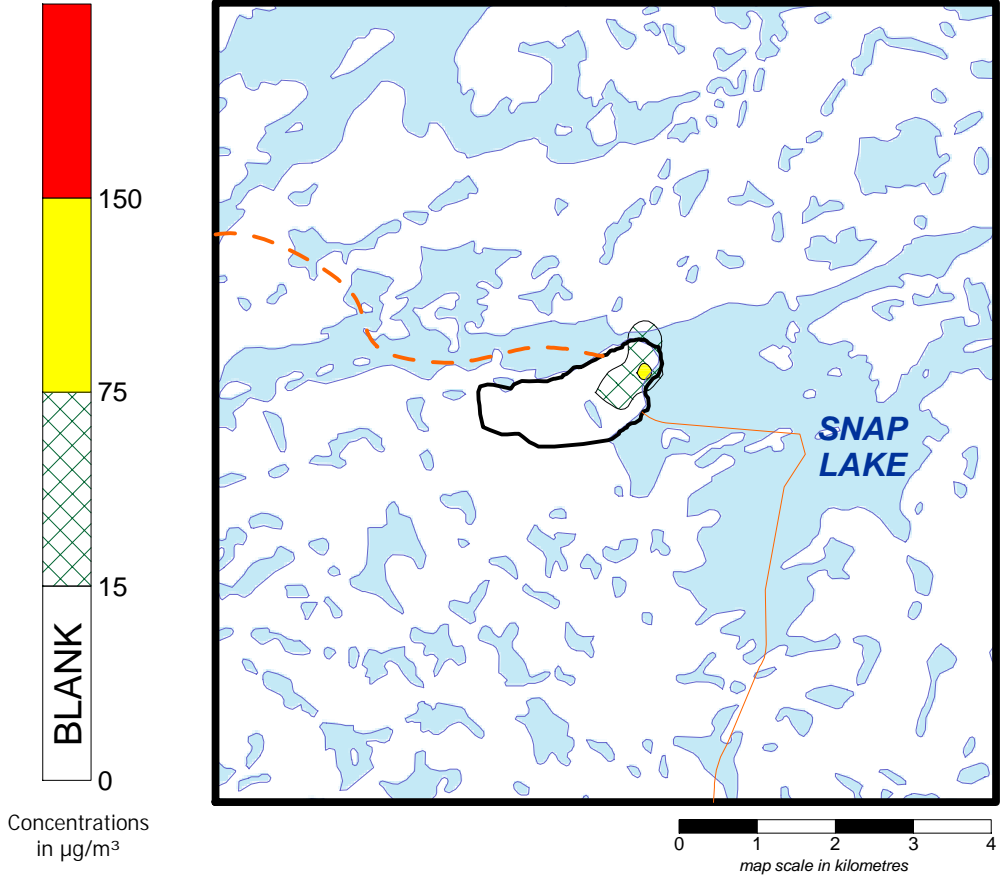 150
75
15
BLANK
0
Concentrations
in µg/m³
SNAP
LAKE
0 1 2 3 4
map scale in kilometres